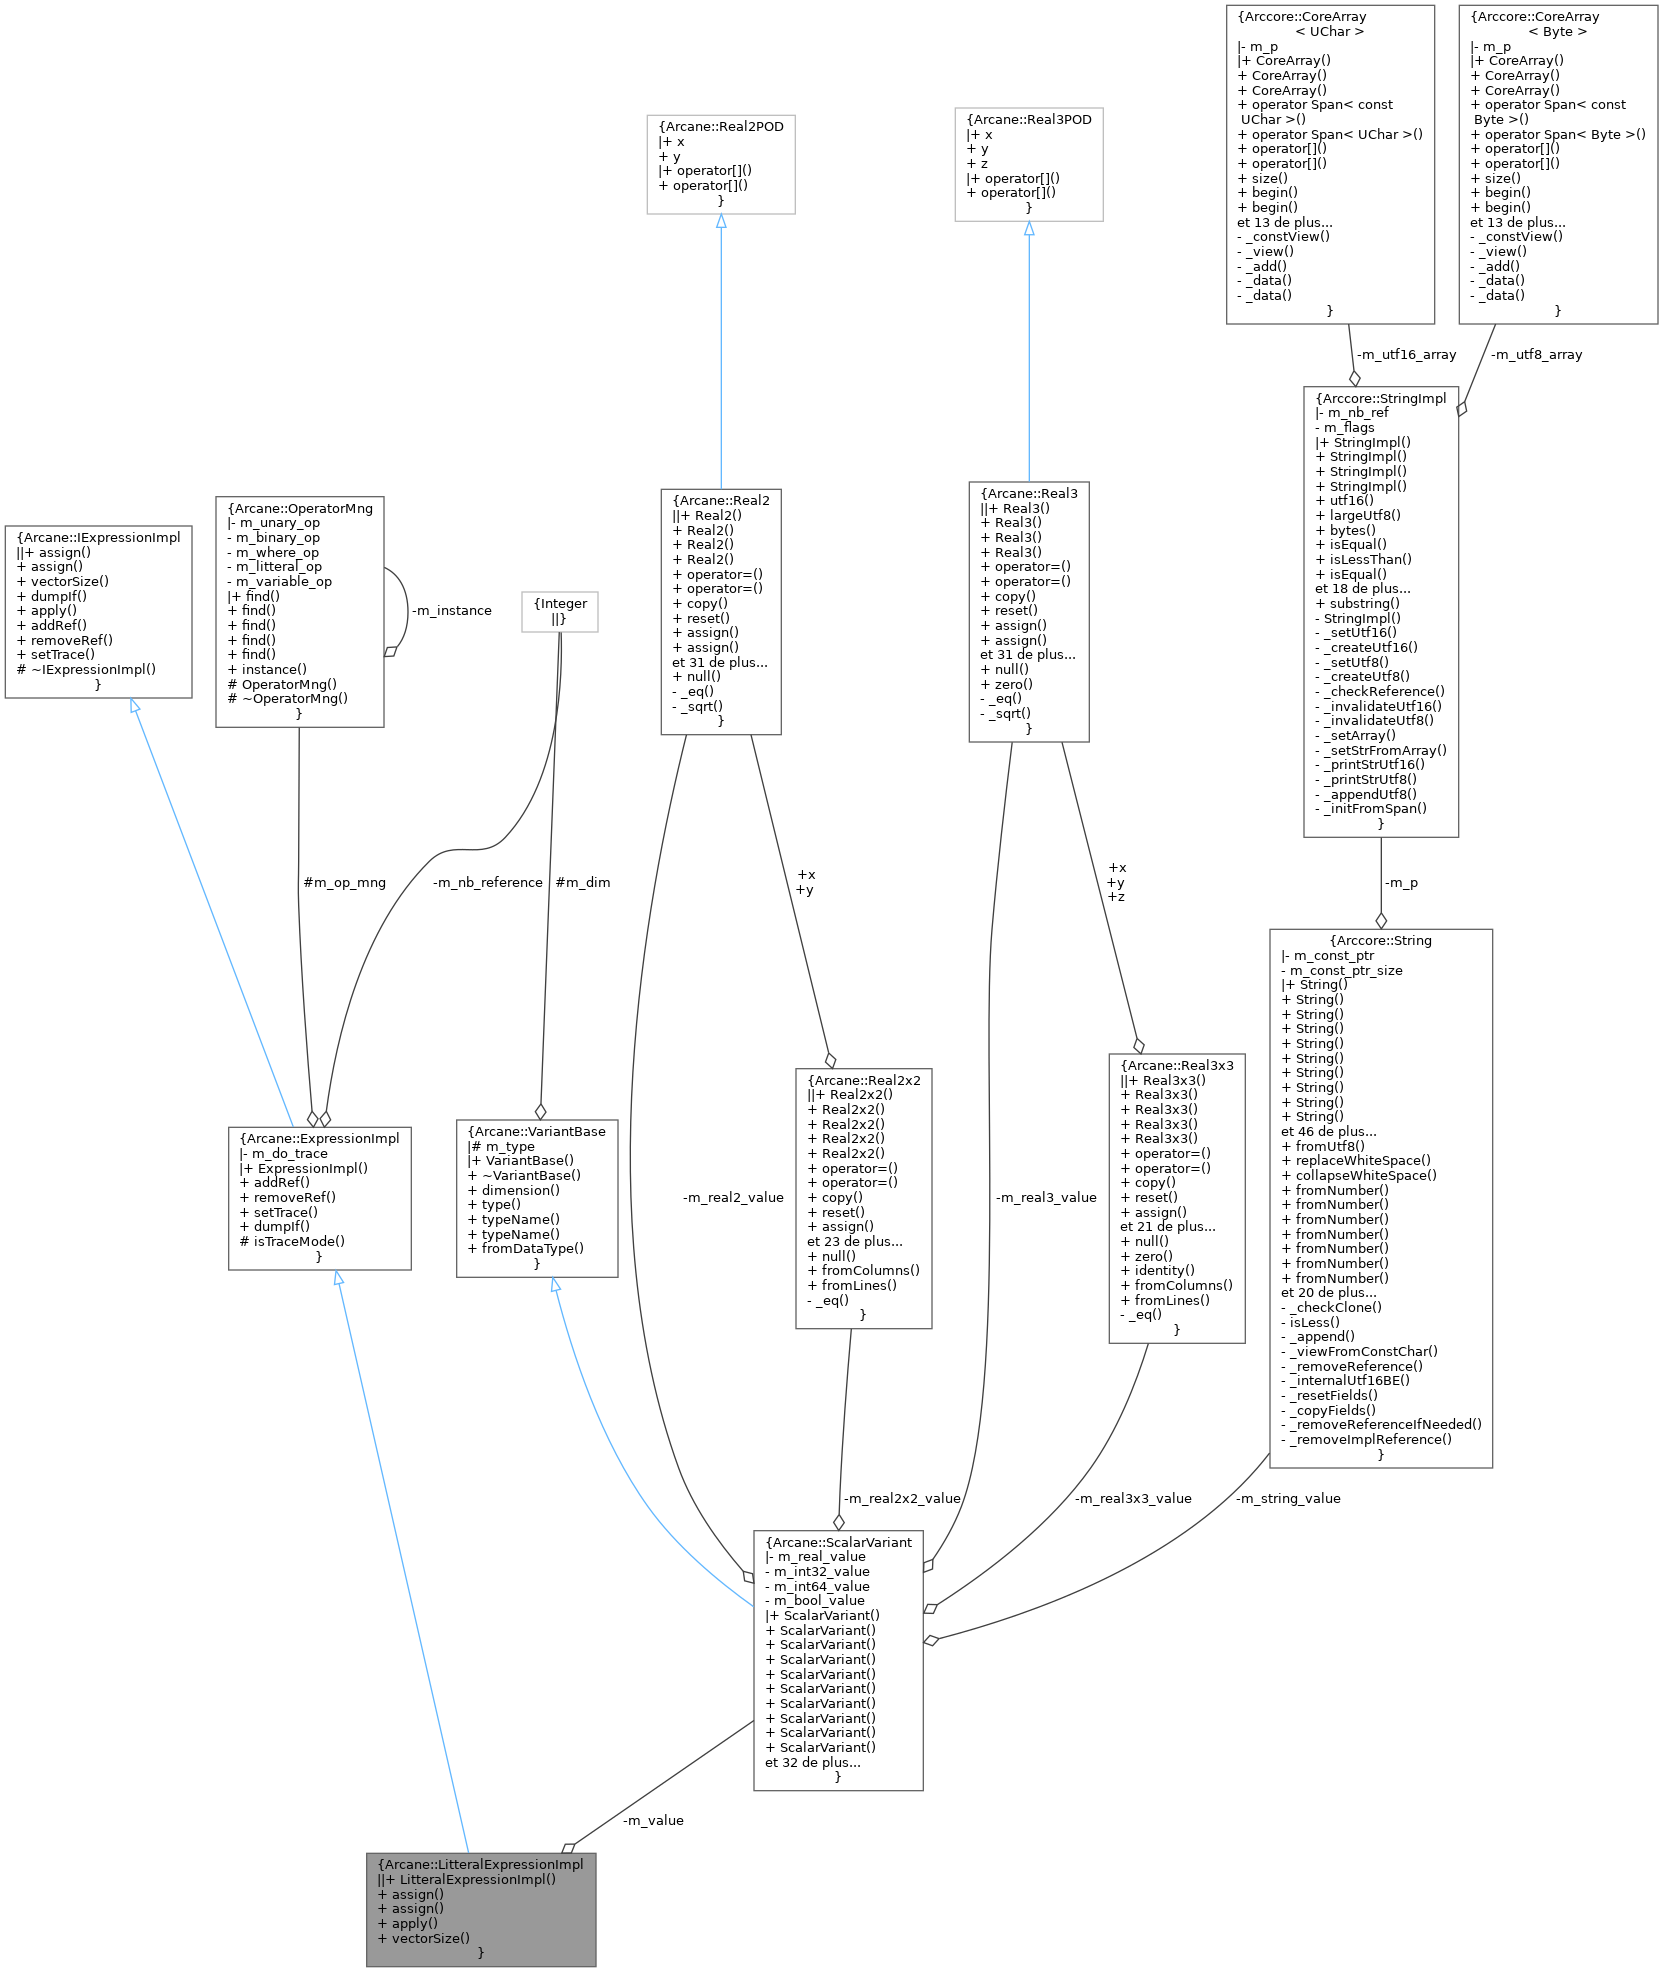 {Arccore::CoreArray
< UChar >
|- m_p
|+ CoreArray()
+ CoreArray()
+ CoreArray()
+ operator Span< const
UChar >()
+ operator Span< UChar >()
+ operator[]()
+ operator[]()
+ size()
+ begin()
+ begin()
et 13 de plus...
- _constView()
- _view()
- _add()
- _data()
- _data()
}
{Arccore::CoreArray
< Byte >
|- m_p
|+ CoreArray()
+ CoreArray()
+ CoreArray()
+ operator Span< const
Byte >()
+ operator Span< Byte >()
+ operator[]()
+ operator[]()
+ size()
+ begin()
+ begin()
et 13 de plus...
- _constView()
- _view()
- _add()
- _data()
- _data()
}
{Arcane::Real2POD
|+ x
+ y
|+ operator[]()
+ operator[]()
}
{Arcane::Real3POD
|+ x
+ y
+ z
|+ operator[]()
+ operator[]()
}
-m_utf16_array
-m_utf8_array
{Arccore::StringImpl
|- m_nb_ref
- m_flags
|+ StringImpl()
+ StringImpl()
+ StringImpl()
+ StringImpl()
+ utf16()
+ largeUtf8()
+ bytes()
+ isEqual()
+ isLessThan()
+ isEqual()
et 18 de plus...
+ substring()
- StringImpl()
- _setUtf16()
- _createUtf16()
- _setUtf8()
- _createUtf8()
- _checkReference()
- _invalidateUtf16()
- _invalidateUtf8()
- _setArray()
- _setStrFromArray()
- _printStrUtf16()
- _printStrUtf8()
- _appendUtf8()
- _initFromSpan()
}
{Arcane::IExpressionImpl
||+ assign()
+ assign()
+ vectorSize()
+ dumpIf()
+ apply()
+ addRef()
+ removeRef()
+ setTrace()
# ~IExpressionImpl()
}
{Arcane::OperatorMng
|- m_unary_op
- m_binary_op
- m_where_op
- m_litteral_op
- m_variable_op
|+ find()
+ find()
+ find()
+ find()
+ find()
+ instance()
# OperatorMng()
# ~OperatorMng()
}
-m_instance
{Integer
||}
{Arcane::Real2
||+ Real2()
+ Real2()
+ Real2()
+ Real2()
+ operator=()
+ operator=()
+ copy()
+ reset()
+ assign()
+ assign()
et 31 de plus...
+ null()
- _eq()
- _sqrt()
}
{Arcane::Real3
||+ Real3()
+ Real3()
+ Real3()
+ Real3()
+ operator=()
+ operator=()
+ copy()
+ reset()
+ assign()
+ assign()
et 31 de plus...
+ null()
+ zero()
- _eq()
- _sqrt()
}
#m_op_mng
-m_nb_reference
#m_dim
+x
+y
+x
+y
+z
-m_p
{Arccore::String
|- m_const_ptr
- m_const_ptr_size
|+ String()
+ String()
+ String()
+ String()
+ String()
+ String()
+ String()
+ String()
+ String()
+ String()
et 46 de plus...
+ fromUtf8()
+ replaceWhiteSpace()
+ collapseWhiteSpace()
+ fromNumber()
+ fromNumber()
+ fromNumber()
+ fromNumber()
+ fromNumber()
+ fromNumber()
+ fromNumber()
et 20 de plus...
- _checkClone()
- isLess()
- _append()
- _viewFromConstChar()
- _removeReference()
- _internalUtf16BE()
- _resetFields()
- _copyFields()
- _removeReferenceIfNeeded()
- _removeImplReference()
}
{Arcane::ExpressionImpl
|- m_do_trace
|+ ExpressionImpl()
+ addRef()
+ removeRef()
+ setTrace()
+ dumpIf()
# isTraceMode()
}
{Arcane::VariantBase
|# m_type
|+ VariantBase()
+ ~VariantBase()
+ dimension()
+ type()
+ typeName()
+ typeName()
+ fromDataType()
}
-m_real2_value
{Arcane::Real2x2
||+ Real2x2()
+ Real2x2()
+ Real2x2()
+ Real2x2()
+ Real2x2()
+ operator=()
+ operator=()
+ copy()
+ reset()
+ assign()
et 23 de plus...
+ null()
+ fromColumns()
+ fromLines()
- _eq()
}
-m_real3_value
{Arcane::Real3x3
||+ Real3x3()
+ Real3x3()
+ Real3x3()
+ Real3x3()
+ Real3x3()
+ operator=()
+ operator=()
+ copy()
+ reset()
+ assign()
et 21 de plus...
+ null()
+ zero()
+ identity()
+ fromColumns()
+ fromLines()
- _eq()
}
-m_real2x2_value
-m_real3x3_value
-m_string_value
{Arcane::ScalarVariant
|- m_real_value
- m_int32_value
- m_int64_value
- m_bool_value
|+ ScalarVariant()
+ ScalarVariant()
+ ScalarVariant()
+ ScalarVariant()
+ ScalarVariant()
+ ScalarVariant()
+ ScalarVariant()
+ ScalarVariant()
+ ScalarVariant()
+ ScalarVariant()
et 32 de plus...
}
-m_value
{Arcane::LitteralExpressionImpl
||+ LitteralExpressionImpl()
+ assign()
+ assign()
+ apply()
+ vectorSize()
}